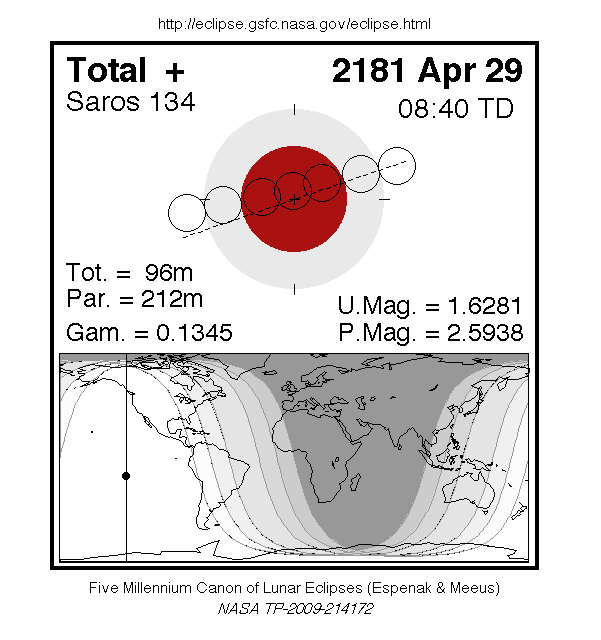 http://eclipse.gsfc.nasa.gov/eclipse.html
Total + 2181 Apr 29
Saros 134 08:40 TD
Tot. = 96m
Par. = 212m U.Mag. = 1.6281
Gam. = 0.1345 P.Mag. = 2.5938
Five Millennium Canon of Lunar Eclipses (Espenak & Meeus)
NASA TP-2009-214172